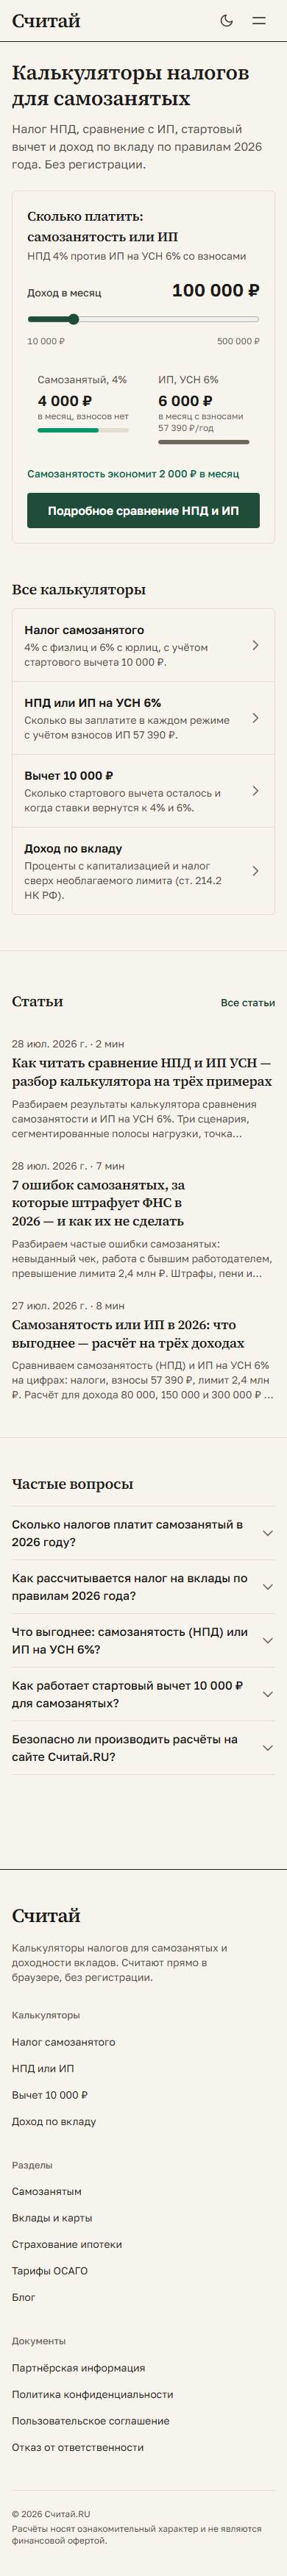 Считай
Калькуляторы налогов
для самозанятых
Налог НПД, сравнение с ИП, стартовый
вычет и доход по вкладу по правилам 2026
года. Без регистрации.
Сколько платить:
самозанятость или ИП
НПД 4% против ИП на УСН 6% со взносами
Доход в месяц 100 000 ₽
10 000 ₽ 500 000 ₽
Самозанятый, 4%
4 000 ₽
в месяц, взносов нет
ИП, УСН 6%
6 000 ₽
в месяц с взносами
57 390 ₽/год
Самозанятость экономит 2 000 ₽ в месяц
Подробное сравнение НПД и ИП
Все калькуляторы
Налог самозанятого
4% с физлиц и 6% с юрлиц, с учётом
стартового вычета 10 000 ₽.
НПД или ИП на УСН 6%
Сколько вы заплатите в каждом режиме
с учётом взносов ИП 57 390 ₽.
Вычет 10 000 ₽
Сколько стартового вычета осталось и
когда ставки вернутся к 4% и 6%.
Доход по вкладу
Проценты с капитализацией и налог
сверх необлагаемого лимита (ст. 214.2
НК РФ).
Статьи Все статьи
28 июл. 2026 г. · 2 мин
Как читать сравнение НПД и ИП УСН —
разбор калькулятора на трёх примерах
Разбираем результаты калькулятора сравнения
самозанятости и ИП на УСН 6%. Три сценария,
сегментированные полосы нагрузки, точка…
28 июл. 2026 г. · 7 мин
7 ошибок самозанятых, за
которые штрафует ФНС в
2026 — и как их не сделать
Разбираем частые ошибки самозанятых:
невыданный чек, работа с бывшим работодателем,
превышение лимита 2,4 млн ₽. Штрафы, пени и…
27 июл. 2026 г. · 8 мин
Самозанятость или ИП в 2026: что
выгоднее — расчёт на трёх доходах
Сравниваем самозанятость (НПД) и ИП на УСН 6%
на цифрах: налоги, взносы 57 390 ₽, лимит 2,4 млн
₽. Расчёт для дохода 80 000, 150 000 и 300 000 ₽ …
Частые вопросы
Сколько налогов платит самозанятый в
2026 году?
Как рассчитывается налог на вклады по
правилам 2026 года?
Что выгоднее: самозанятость (НПД) или
ИП на УСН 6%?
Как работает стартовый вычет 10 000 ₽
для самозанятых?
Безопасно ли производить расчёты на
сайте Считай.RU?
Считай
Калькуляторы налогов для самозанятых и
доходности вкладов. Считают прямо в
браузере, без регистрации.
Калькуляторы
Налог самозанятого
НПД или ИП
Вычет 10 000 ₽
Доход по вкладу
Разделы
Самозанятым
Вклады и карты
Страхование ипотеки
Тарифы ОСАГО
Блог
Документы
Партнёрская информация
Политика конфиденциальности
Пользовательское соглашение
Отказ от ответственности
© 2026 Считай.RU
Расчёты носят ознакомительный характер и не являются
финансовой офертой.